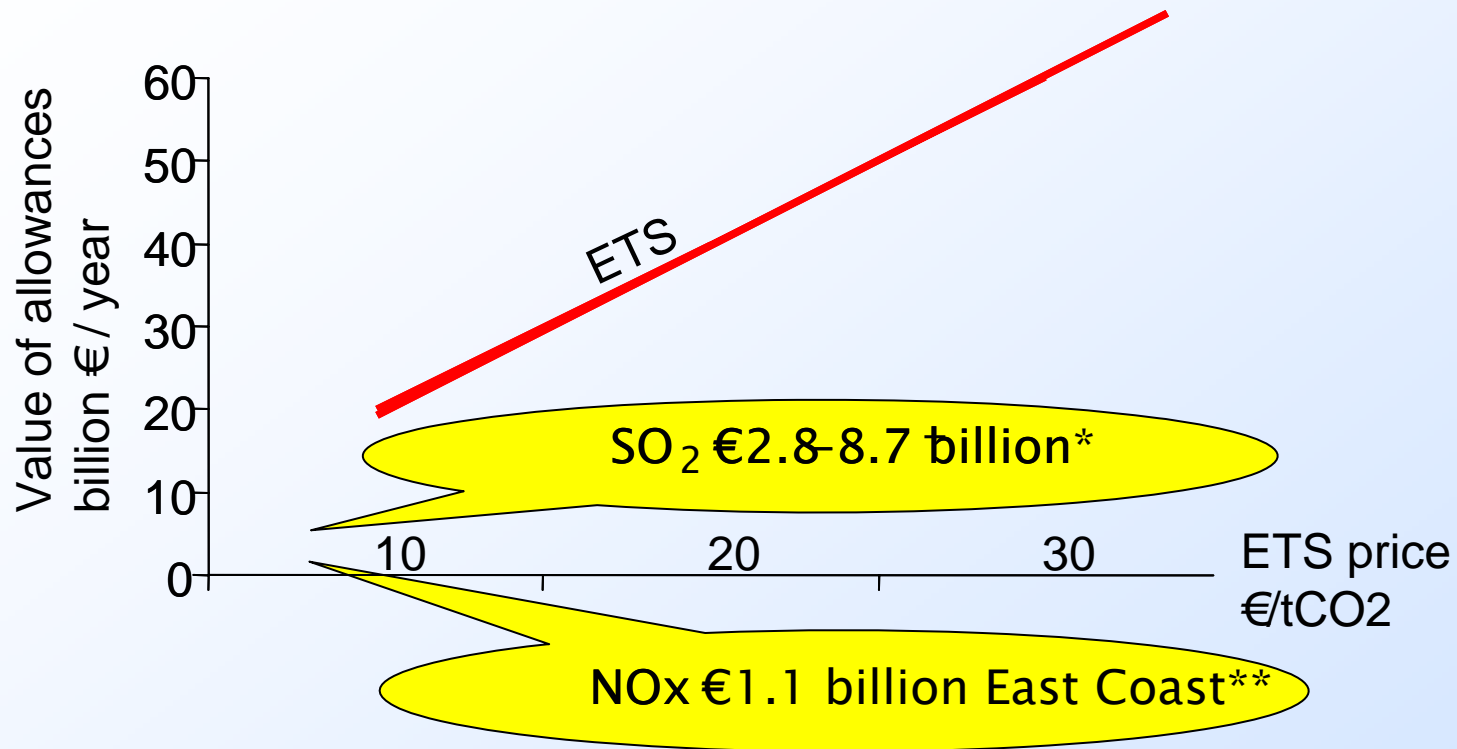 Value of allowances
billion €/ year
60
50
40
30
20
10
0
ETS
SO2 €2.8-8.7 billion*
10 20 30
ETS price
€/tCO2
NOx €1.1 billion East Coast**